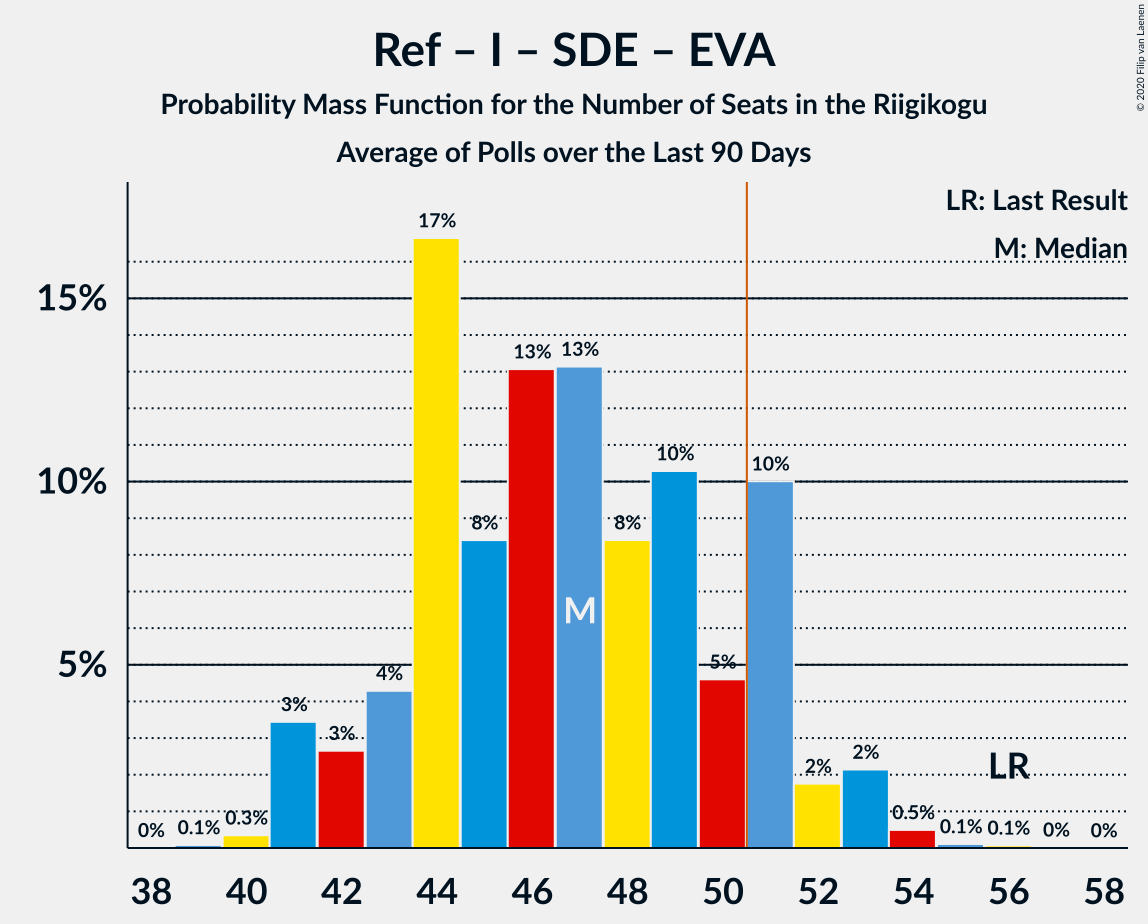 Ref – I – SDE – EVA
Probability Mass Function for the Number of Seats in the Riigikogu
Average of Polls over the Last 90 Days
© 2020 Filip van Laenen
LR: Last Result
M: Median
15%
10%
5%
0%
0.1%
0.3%
3%
3%
4%
17%
8%
13%
13%
8%
10%
5%
10%
2%
2%
0.5%
0.1%
0.1%
0%
0%
M
LR
38 40 42 44 46 48 50 52 54 56 58